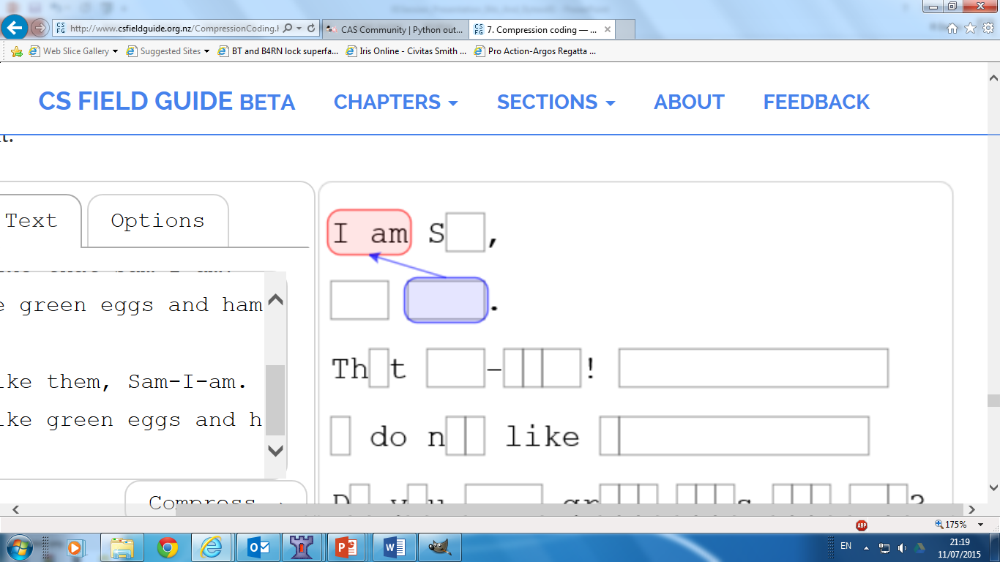 http://www.csfieldguide.org.nz/CompressionCoding.h
CAS Community | Python out...
7. Compression coding — ...
Web Slice Gallery
Suggested Sites
BT and B4RN lock superfa...
Iris Online - Civitas Smith ...
Pro Action-Argos Regatta ...
CS FIELD GUIDE BETA
CHAPTERS
SECTIONS
ABOUT
FEEDBACK
Text
Options
e green eggs and ham
ike them, Sam-I-am.
ike green eggs and h
Compress
I am S ,
.
Th t - !
do n like
D y u gr s ?
ABP
175%
EN
21:19
11/07/2015